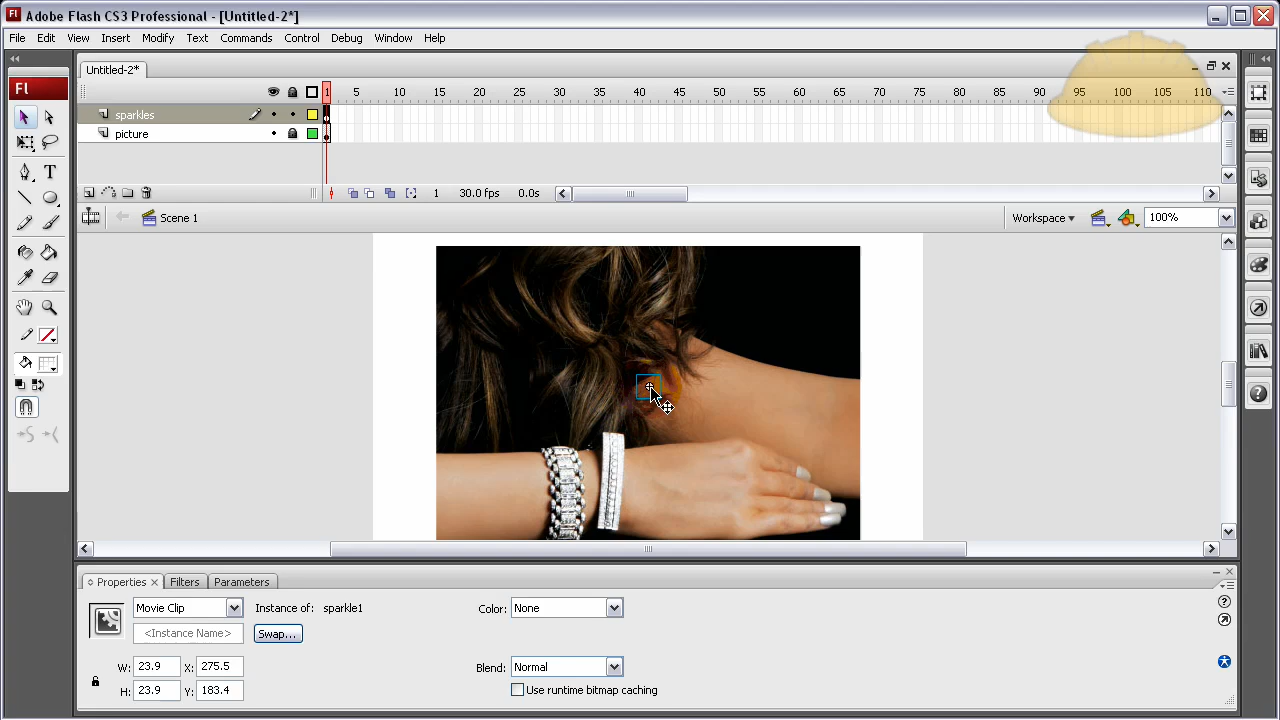 Fl Adobe Flash CS3 Professional - [Untitled-2*]
File Edit View Insert Modify Text Commands Control Debug Window Help
Untitled-2*
Fl
1 5 10 15 20 25 30 35 40 45 50 55 60 65 70 75 80 85 90 95 100 105 110
sparkles
picture
1 30.0 fps 0.0s
Scene 1 Workspace 100%
Properties Filters Parameters
Movie Clip Instance of: sparkle1 Color: None
<Instance Name> Swap...
W: 23.9 X: 275.5 Blend: Normal
H: 23.9 Y: 183.4 Use runtime bitmap caching